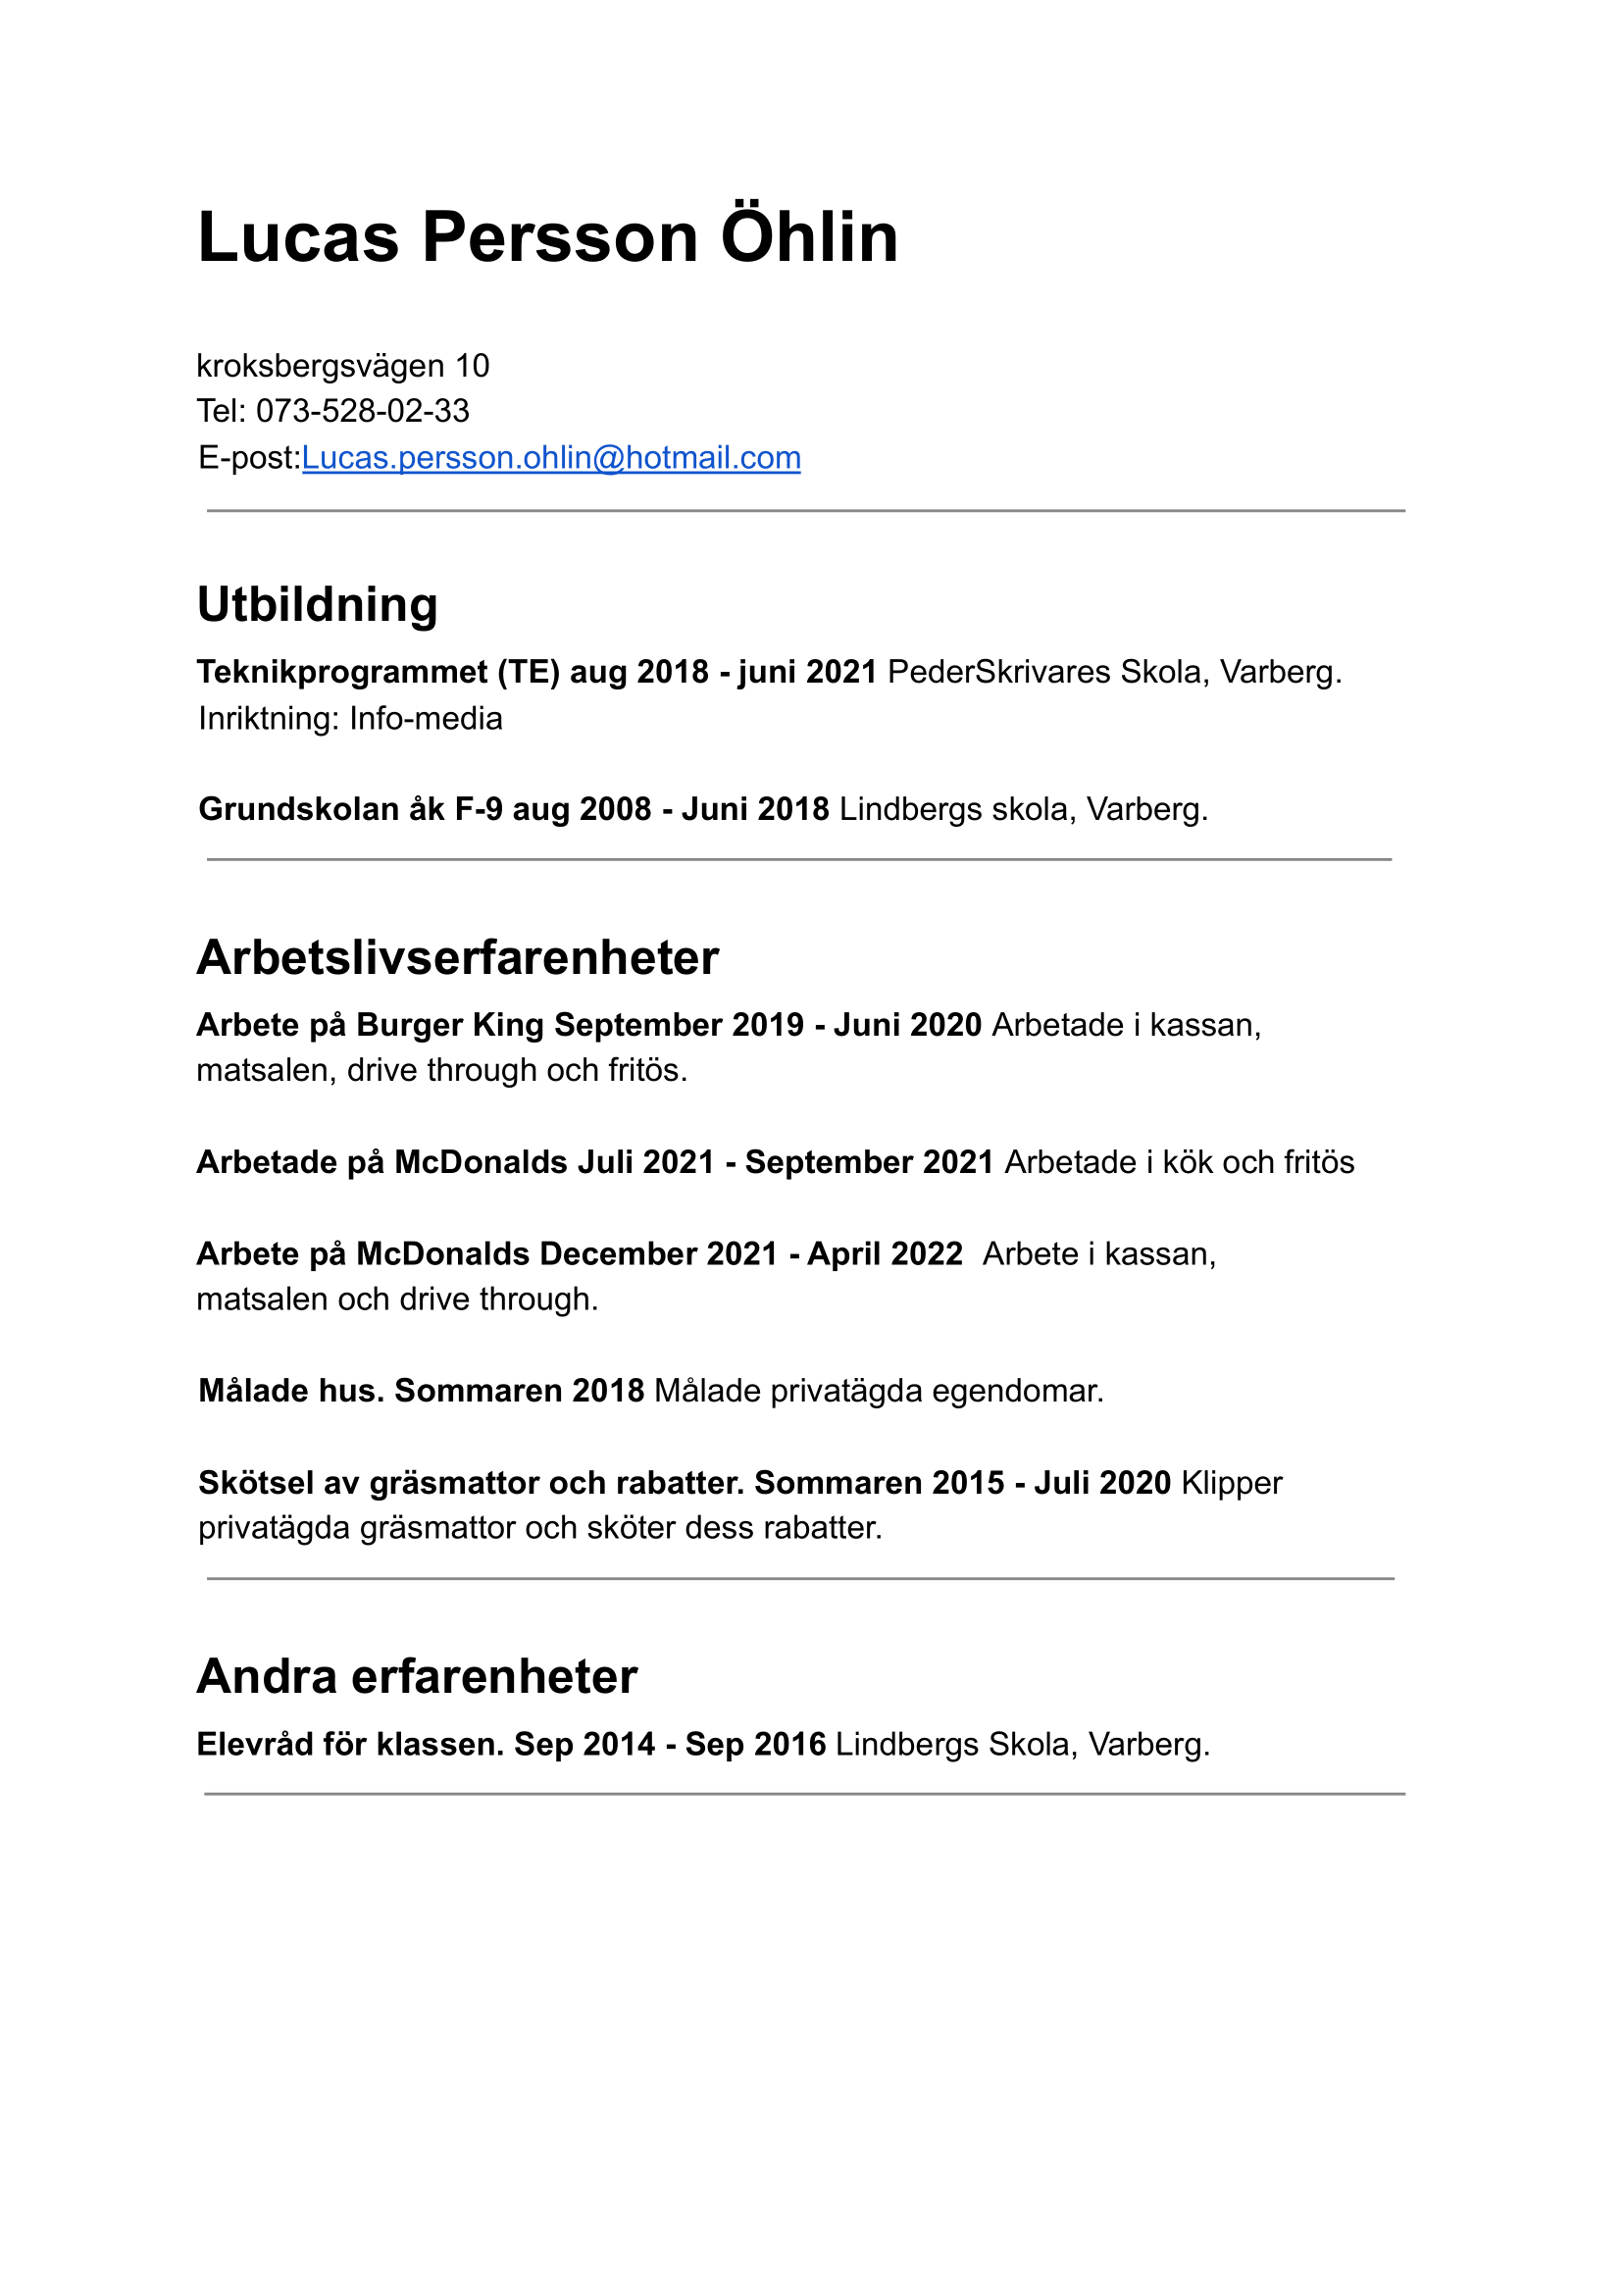 Lucas Persson Öhlin
kroksbergsvägen 10
Tel: 073-528-02-33
E-post:Lucas.persson.ohlin@hotmail.com
Utbildning
Teknikprogrammet (TE) aug 2018 - juni 2021 PederSkrivares Skola, Varberg.
Inriktning: Info-media
Grundskolan åk F-9 aug 2008 - Juni 2018 Lindbergs skola, Varberg.
Arbetslivserfarenheter
Arbete på Burger King September 2019 - Juni 2020 Arbetade i kassan,
matsalen, drive through och fritös.
Arbetade på McDonalds Juli 2021 - September 2021 Arbetade i kök och fritös
Arbete på McDonalds December 2021 - April 2022  Arbete i kassan,
matsalen och drive through.
Målade hus. Sommaren 2018 Målade privatägda egendomar.
Skötsel av gräsmattor och rabatter. Sommaren 2015 - Juli 2020 Klipper
privatägda gräsmattor och sköter dess rabatter.
Andra erfarenheter
Elevråd för klassen. Sep 2014 - Sep 2016 Lindbergs Skola, Varberg.